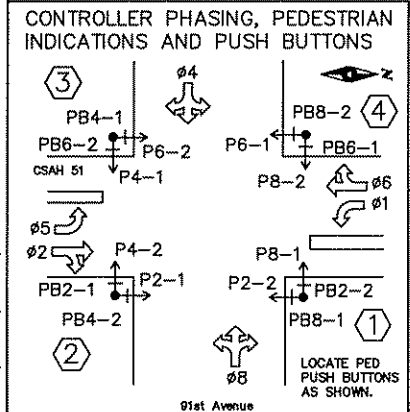 CONTROLLER PHASING, PEDESTRIAN
INDICATIONS AND PUSH BUTTONS
3
ø4
N
PB4-1
PB8-2
4
PB6-2
P6-2
P6-1
PB6-1
CSAH 51
P4-1
P8-2
ø6
ø1
ø5
ø2
P4-2
P8-1
PB2-1
P2-1
P2-2
PB2-2
PB4-2
PB8-1
1
2
ø8
LOCATE PED
PUSH BUTTONS
AS SHOWN.
91st Avenue